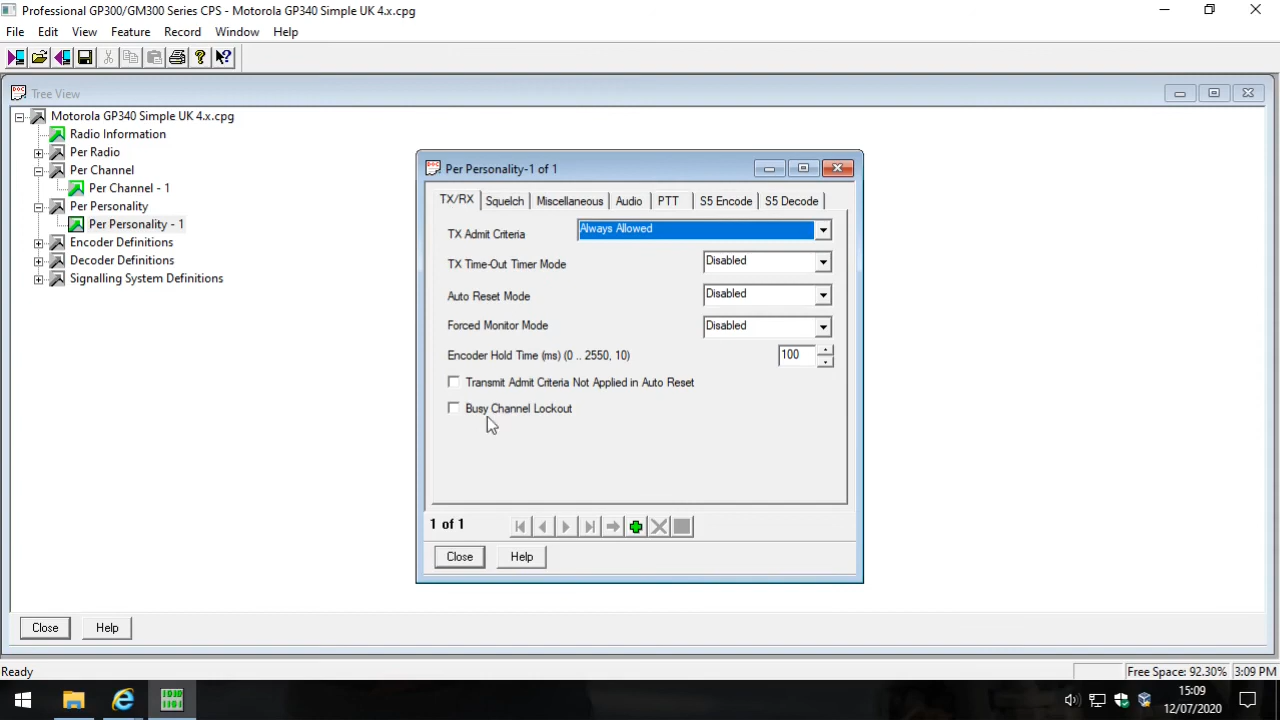 Professional GP300/GM300 Series CPS - Motorola GP340 Simple UK 4.x.cpg
File Edit View Feature Record Window Help
Tree View
Motorola GP340 Simple UK 4.x.cpg
Radio Information
Per Radio
Per Channel
Per Channel - 1
Per Personality
Per Personality - 1
Encoder Definitions
Decoder Definitions
Signalling System Definitions
Per Personality-1 of 1
TX/RX Squelch Miscellaneous Audio PTT S5 Encode S5 Decode
TX Admit Criteria Always Allowed
TX Time-Out Timer Mode Disabled
Auto Reset Mode Disabled
Forced Monitor Mode Disabled
Encoder Hold Time (ms) (0 .. 2550, 10) 100
Transmit Admit Criteria Not Applied in Auto Reset
Busy Channel Lockout
1 of 1
Close Help
Close Help
Ready Free Space: 92.30% 3:09 PM
15:09
12/07/2020